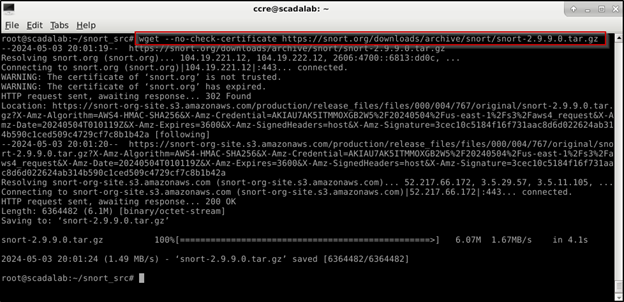 ccre@scadalab: ~
File Edit Tabs Help
root@scadalab:~/snort_src# wget --no-check-certificate https://snort.org/downloads/archive/snort/snort-2.9.9.0.tar.gz
--2024-05-03 20:01:19-- https://snort.org/downloads/archive/snort/snort-2.9.9.0.tar.gz
Resolving snort.org (snort.org)... 104.19.221.12, 104.19.222.12, 2606:4700::6813:dd0c, ...
Connecting to snort.org (snort.org)|104.19.221.12|:443... connected.
WARNING: The certificate of ‘snort.org’ is not trusted.
WARNING: The certificate of ‘snort.org’ has expired.
HTTP request sent, awaiting response... 302 Found
Location: https://snort-org-site.s3.amazonaws.com/production/release_files/files/000/004/767/original/snort-2.9.9.0.tar.
gz?X-Amz-Algorithm=AWS4-HMAC-SHA256&X-Amz-Credential=AKIAU7AK5ITMMOXGB2W5%2F20240504%2Fus-east-1%2Fs3%2Faws4_request&X-A
mz-Date=20240504T010119Z&X-Amz-Expires=3600&X-Amz-SignedHeaders=host&X-Amz-Signature=3cec10c5184f16f731aac8d6d022624ab31
4b590c1ced509c4729cf7c8b1b42a [following]
--2024-05-03 20:01:20-- https://snort-org-site.s3.amazonaws.com/production/release_files/files/000/004/767/original/sno
rt-2.9.9.0.tar.gz?X-Amz-Algorithm=AWS4-HMAC-SHA256&X-Amz-Credential=AKIAU7AK5ITMMOXGB2W5%2F20240504%2Fus-east-1%2Fs3%2Fa
ws4_request&X-Amz-Date=20240504T010119Z&X-Amz-Expires=3600&X-Amz-SignedHeaders=host&X-Amz-Signature=3cec10c5184f16f731aa
c8d6d022624ab314b590c1ced509c4729cf7c8b1b42a
Resolving snort-org-site.s3.amazonaws.com (snort-org-site.s3.amazonaws.com)... 52.217.66.172, 3.5.29.57, 3.5.11.105, ...
Connecting to snort-org-site.s3.amazonaws.com (snort-org-site.s3.amazonaws.com)|52.217.66.172|:443... connected.
HTTP request sent, awaiting response... 200 OK
Length: 6364482 (6.1M) [binary/octet-stream]
Saving to: ‘snort-2.9.9.0.tar.gz’
snort-2.9.9.0.tar.gz 100%[================================================>] 6.07M 1.67MB/s in 4.1s
2024-05-03 20:01:24 (1.49 MB/s) - ‘snort-2.9.9.0.tar.gz’ saved [6364482/6364482]
root@scadalab:~/snort_src#